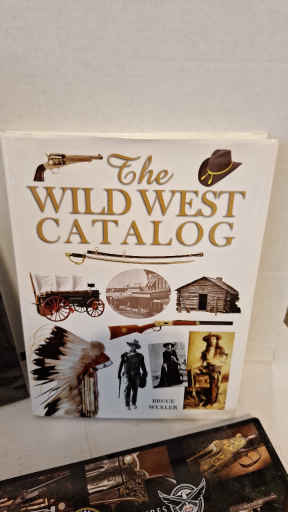 The
WILD WEST
CATALOG
BRUCE
WEXLER